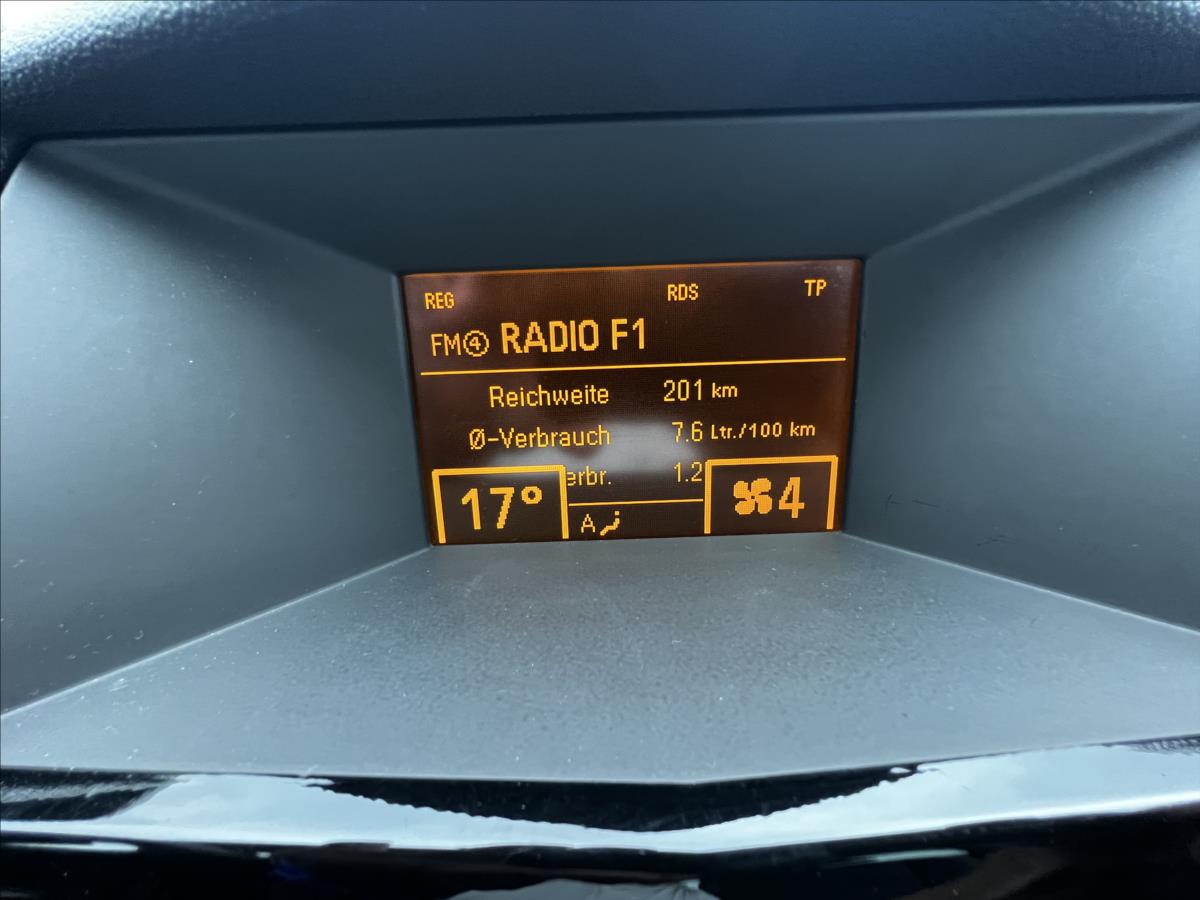 REG RDS TP
FM④ RADIO F1
Reichweite 201 km
Ø-Verbrauch 7.6 Ltr./100 km
erbr. 1.2
17° A 4